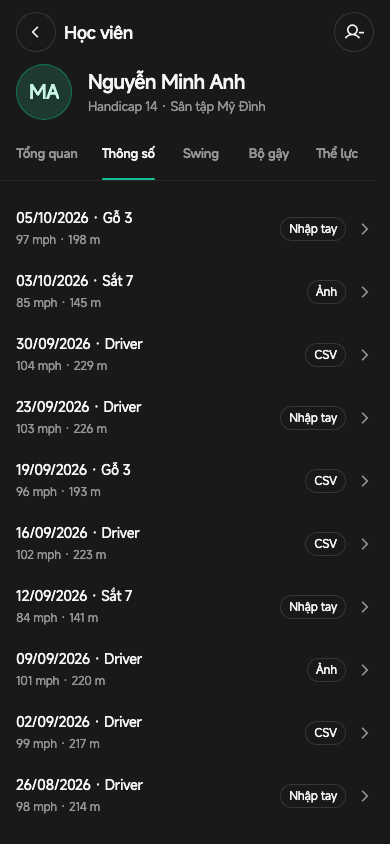 Học viên
MA
Nguyễn Minh Anh
Handicap 14 · Sân tập Mỹ Đình
Tổng quan Thông số Swing Bộ gậy Thể lực
05/10/2026 · Gỗ 3
97 mph · 198 m
Nhập tay
03/10/2026 · Sắt 7
85 mph · 145 m
Ảnh
30/09/2026 · Driver
104 mph · 229 m
CSV
23/09/2026 · Driver
103 mph · 226 m
Nhập tay
19/09/2026 · Gỗ 3
96 mph · 193 m
CSV
16/09/2026 · Driver
102 mph · 223 m
CSV
12/09/2026 · Sắt 7
84 mph · 141 m
Nhập tay
09/09/2026 · Driver
101 mph · 220 m
Ảnh
02/09/2026 · Driver
99 mph · 217 m
CSV
26/08/2026 · Driver
98 mph · 214 m
Nhập tay